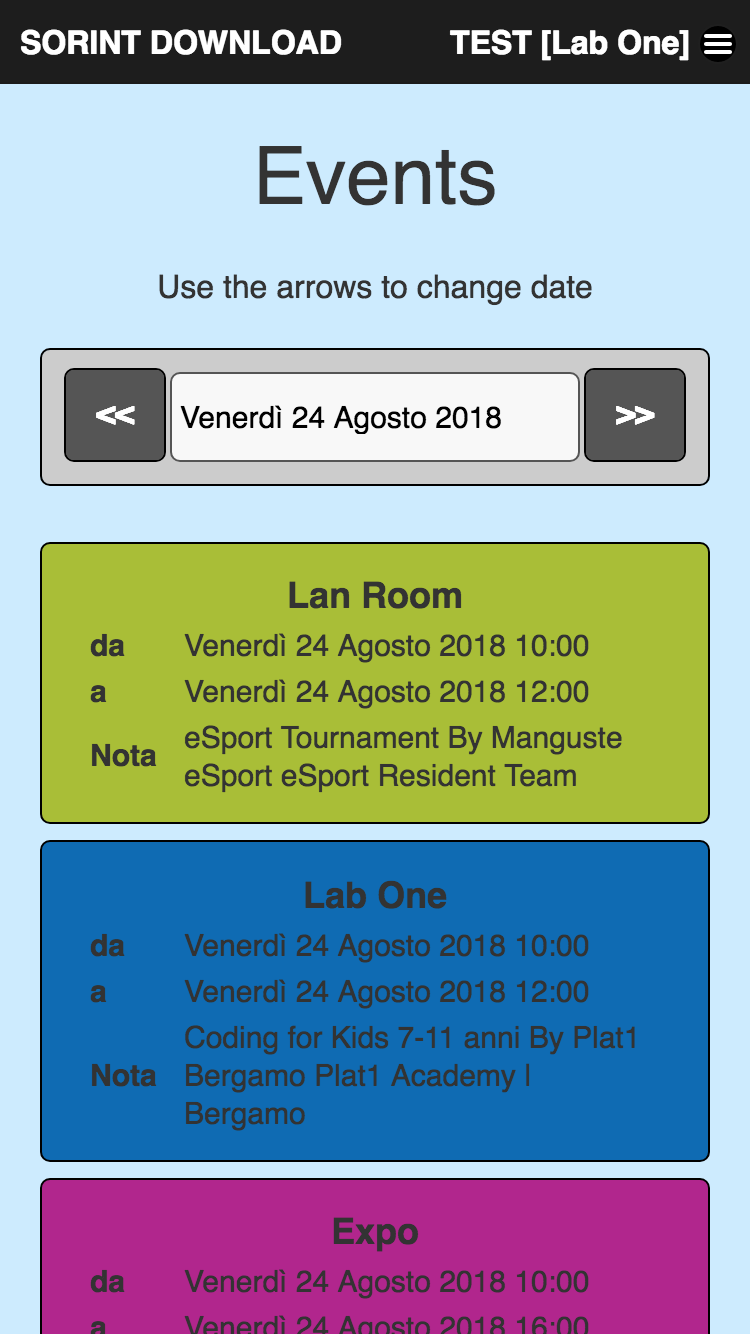 SORINT DOWNLOAD TEST [Lab One]
Events
Use the arrows to change date
<< Venerdì 24 Agosto 2018 >>
Lan Room
da Venerdì 24 Agosto 2018 10:00
a Venerdì 24 Agosto 2018 12:00
Nota eSport Tournament By Manguste
eSport eSport Resident Team
Lab One
da Venerdì 24 Agosto 2018 10:00
a Venerdì 24 Agosto 2018 12:00
Coding for Kids 7-11 anni By Plat1
Nota Bergamo Plat1 Academy |
Bergamo
Expo
da Venerdì 24 Agosto 2018 10:00
a Venerdì 24 Agosto 2018 16:00